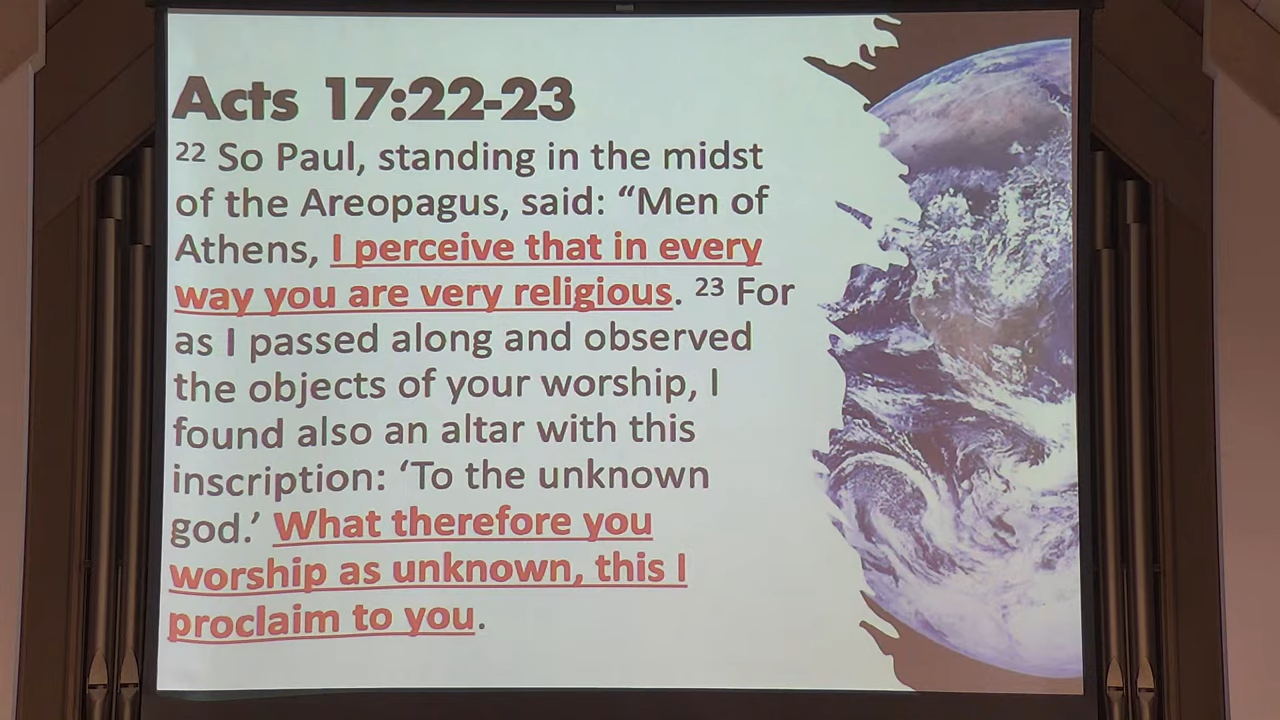 Acts 17:22-23
22 So Paul, standing in the midst
of the Areopagus, said: “Men of
Athens, I perceive that in every
way you are very religious. 23 For
as I passed along and observed
the objects of your worship, I
found also an altar with this
inscription: ‘To the unknown
god.’ What therefore you
worship as unknown, this I
proclaim to you.